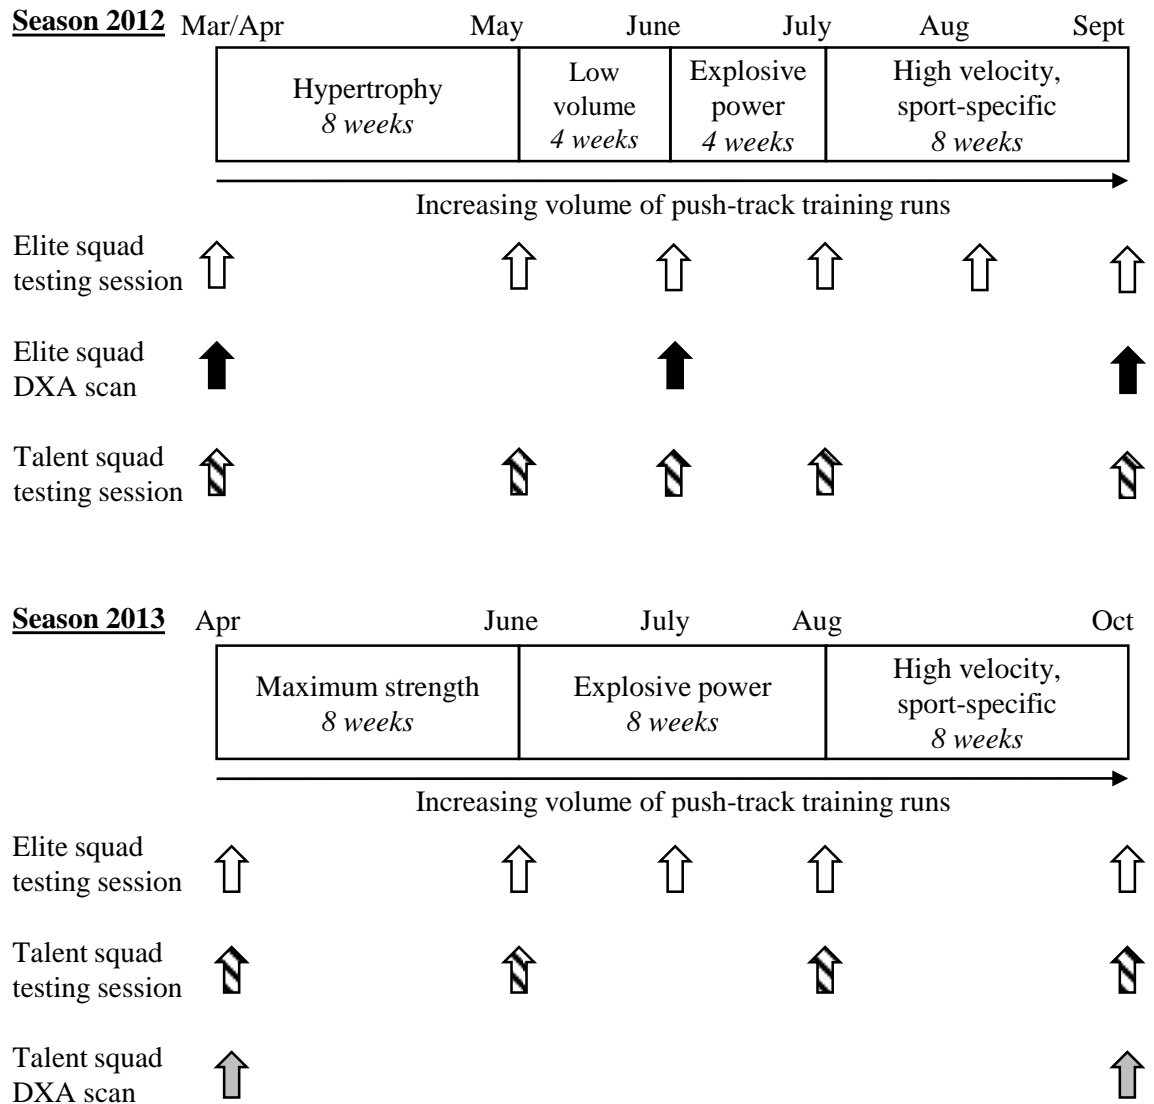 Season 2012 Mar/Apr May June July Aug Sept
Hypertrophy
8 weeks
Low
volume
4 weeks
Explosive
power
4 weeks
High velocity,
sport-specific
8 weeks
Increasing volume of push-track training runs
Elite squad
testing session
Elite squad
DXA scan
Talent squad
testing session
Season 2013 Apr June July Aug Oct
Maximum strength
8 weeks
Explosive power
8 weeks
High velocity,
sport-specific
8 weeks
Increasing volume of push-track training runs
Elite squad
testing session
Talent squad
testing session
Talent squad
DXA scan